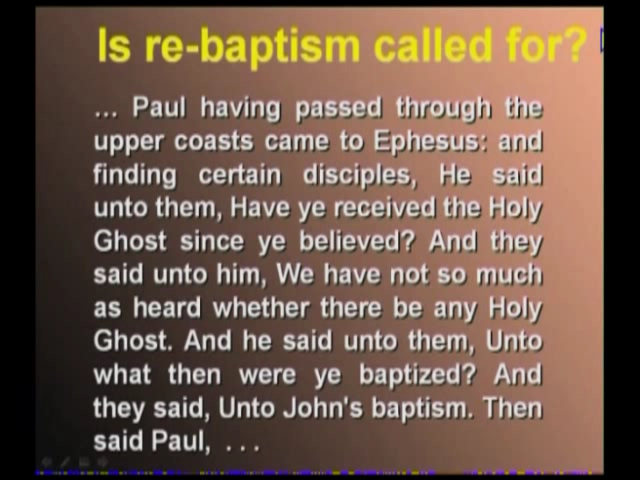 Is re-baptism called for?
... Paul having passed through the
upper coasts came to Ephesus: and
finding certain disciples, He said
unto them, Have ye received the Holy
Ghost since ye believed? And they
said unto him, We have not so much
as heard whether there be any Holy
Ghost. And he said unto them, Unto
what then were ye baptized? And
they said, Unto John's baptism. Then
said Paul, . . .